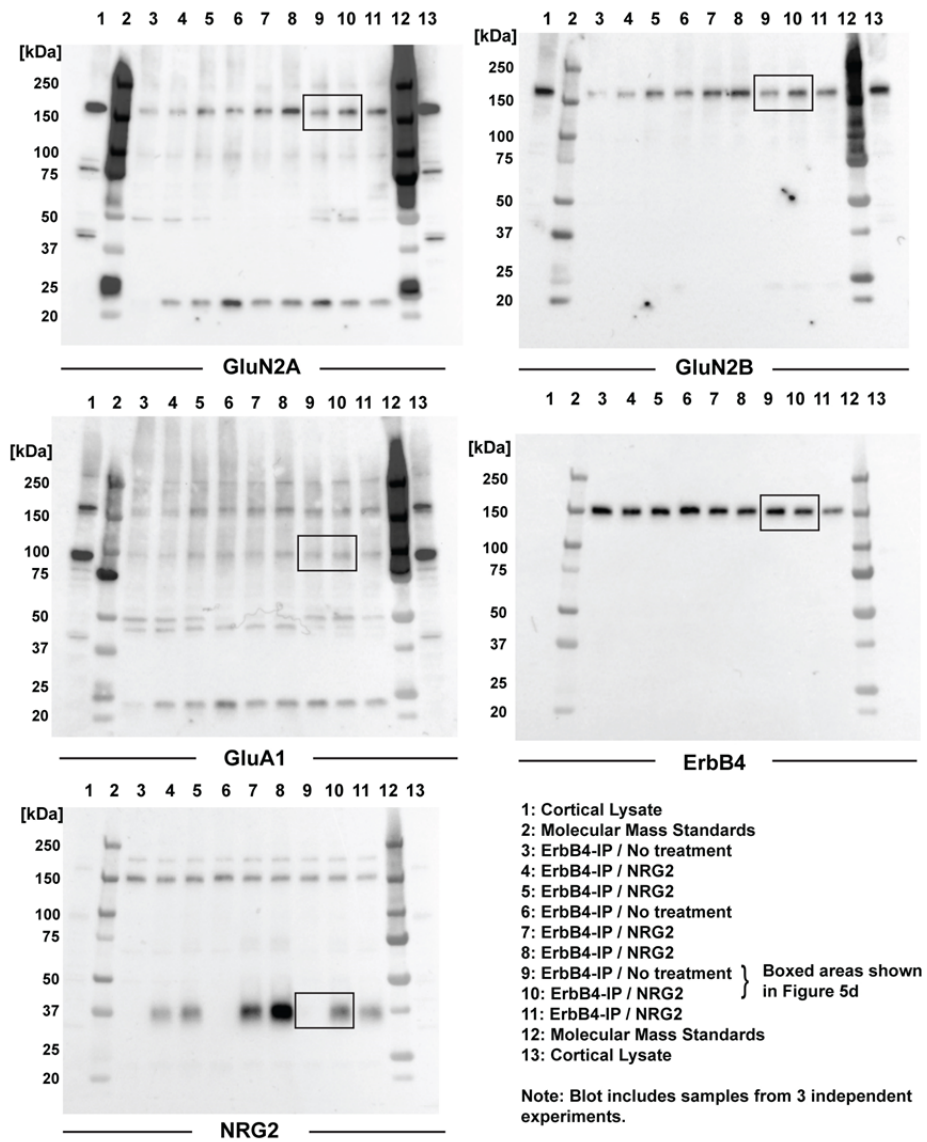 1 2 3 4 5 6 7 8 9 10 11 12 13
[kDa]
250
150
100
75
50
37
25
20
GluN2A
1 2 3 4 5 6 7 8 9 10 11 12 13
[kDa]
250
150
100
75
50
37
25
20
GluN2B
1 2 3 4 5 6 7 8 9 10 11 12 13
[kDa]
250
150
100
75
50
37
25
20
GluA1
1 2 3 4 5 6 7 8 9 10 11 12 13
[kDa]
250
150
100
75
50
37
25
20
ErbB4
1 2 3 4 5 6 7 8 9 10 11 12 13
[kDa]
250
150
100
75
50
37
25
20
NRG2
1: Cortical Lysate
2: Molecular Mass Standards
3: ErbB4-IP / No treatment
4: ErbB4-IP / NRG2
5: ErbB4-IP / NRG2
6: ErbB4-IP / No treatment
7: ErbB4-IP / NRG2
8: ErbB4-IP / NRG2
9: ErbB4-IP / No treatment
10: ErbB4-IP / NRG2
} Boxed areas shown
in Figure 5d
11: ErbB4-IP / NRG2
12: Molecular Mass Standards
13: Cortical Lysate
Note: Blot includes samples from 3 independent
experiments.